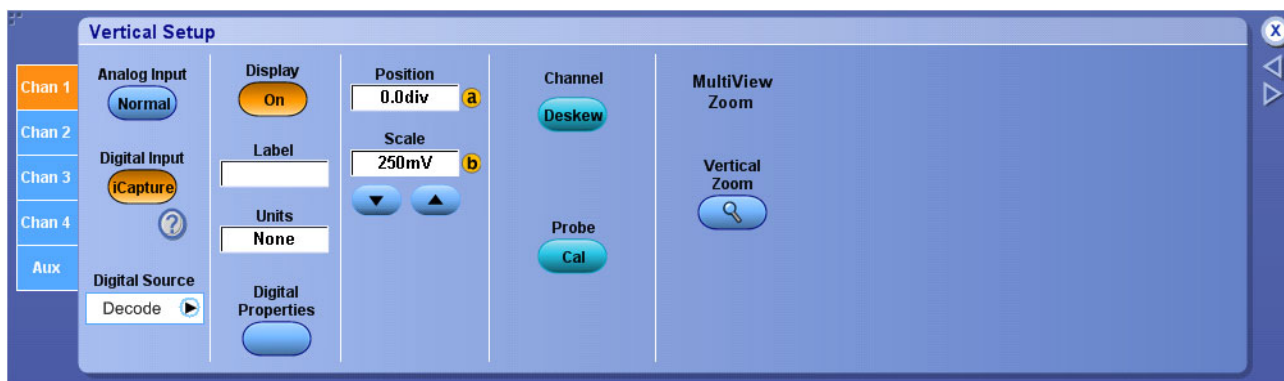 Vertical Setup
X
Chan 1
Chan 2
Chan 3
Chan 4
Aux
Analog Input
Normal
Digital Input
iCapture
?
Digital Source
Decode
Display
On
Label
Units
None
Digital
Properties
Position
0.0div
a
Scale
250mV
b
Channel
Deskew
Probe
Cal
MultiView
Zoom
Vertical
Zoom